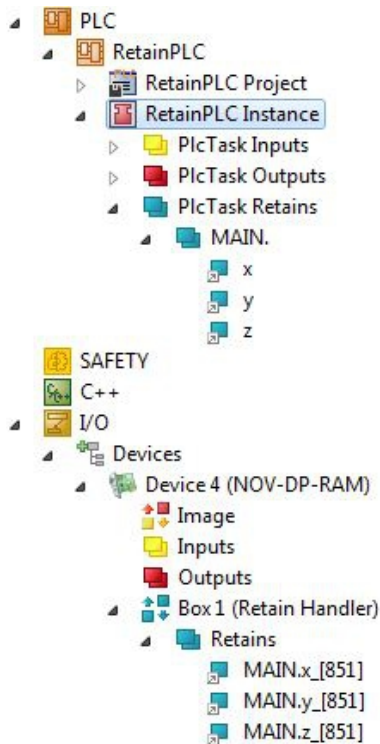 PLC
RetainPLC
RetainPLC Project
RetainPLC Instance
PlcTask Inputs
PlcTask Outputs
PlcTask Retains
MAIN.
x
y
z
SAFETY
C++
I/O
Devices
Device 4 (NOV-DP-RAM)
Image
Inputs
Outputs
Box 1 (Retain Handler)
Retains
MAIN.x_[851]
MAIN.y_[851]
MAIN.z_[851]